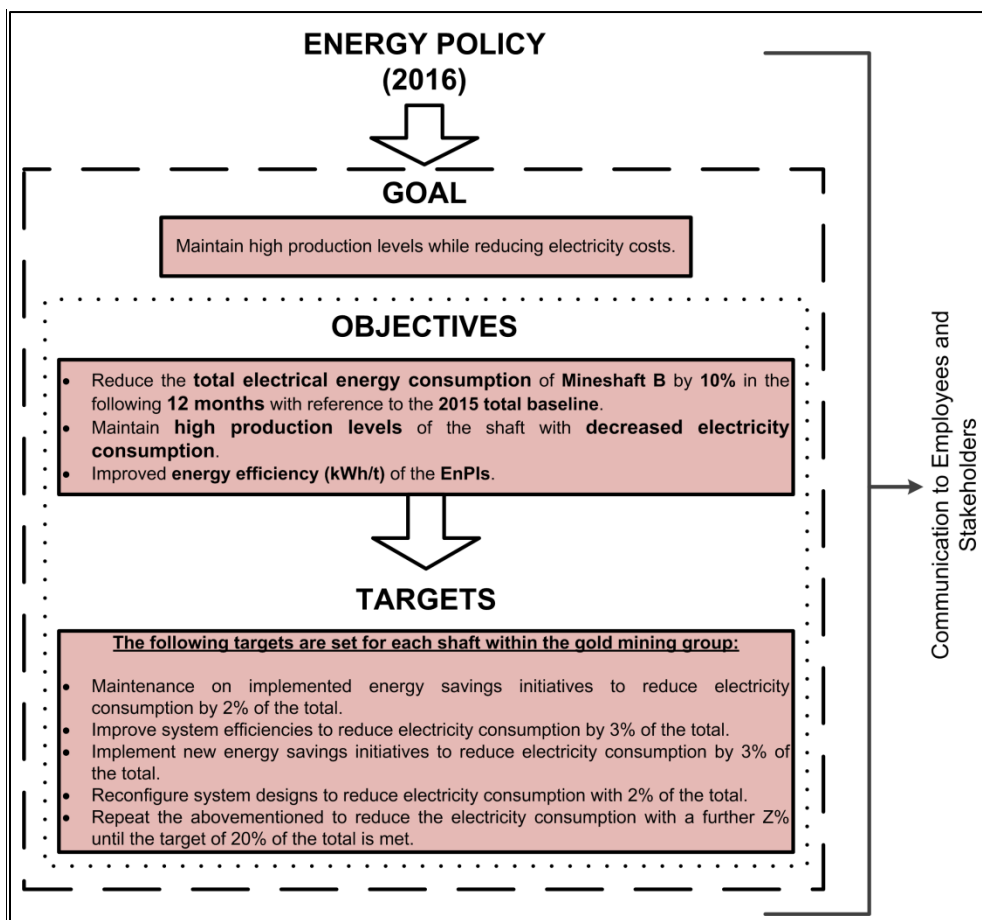 ENERGY POLICY
(2016)
GOAL
Maintain high production levels while reducing electricity costs.
OBJECTIVES
• Reduce the total electrical energy consumption of Mineshaft B by 10% in the
following 12 months with reference to the 2015 total baseline.
• Maintain high production levels of the shaft with decreased electricity
consumption.
• Improved energy efficiency (kWh/t) of the EnPIs.
TARGETS
The following targets are set for each shaft within the gold mining group:
• Maintenance on implemented energy savings initiatives to reduce electricity
consumption by 2% of the total.
• Improve system efficiencies to reduce electricity consumption by 3% of the total.
• Implement new energy savings initiatives to reduce electricity consumption by 3% of
the total.
• Reconfigure system designs to reduce electricity consumption with 2% of the total.
• Repeat the abovementioned to reduce the electricity consumption with a further Z%
until the target of 20% of the total is met.
Communication to Employees and
Stakeholders